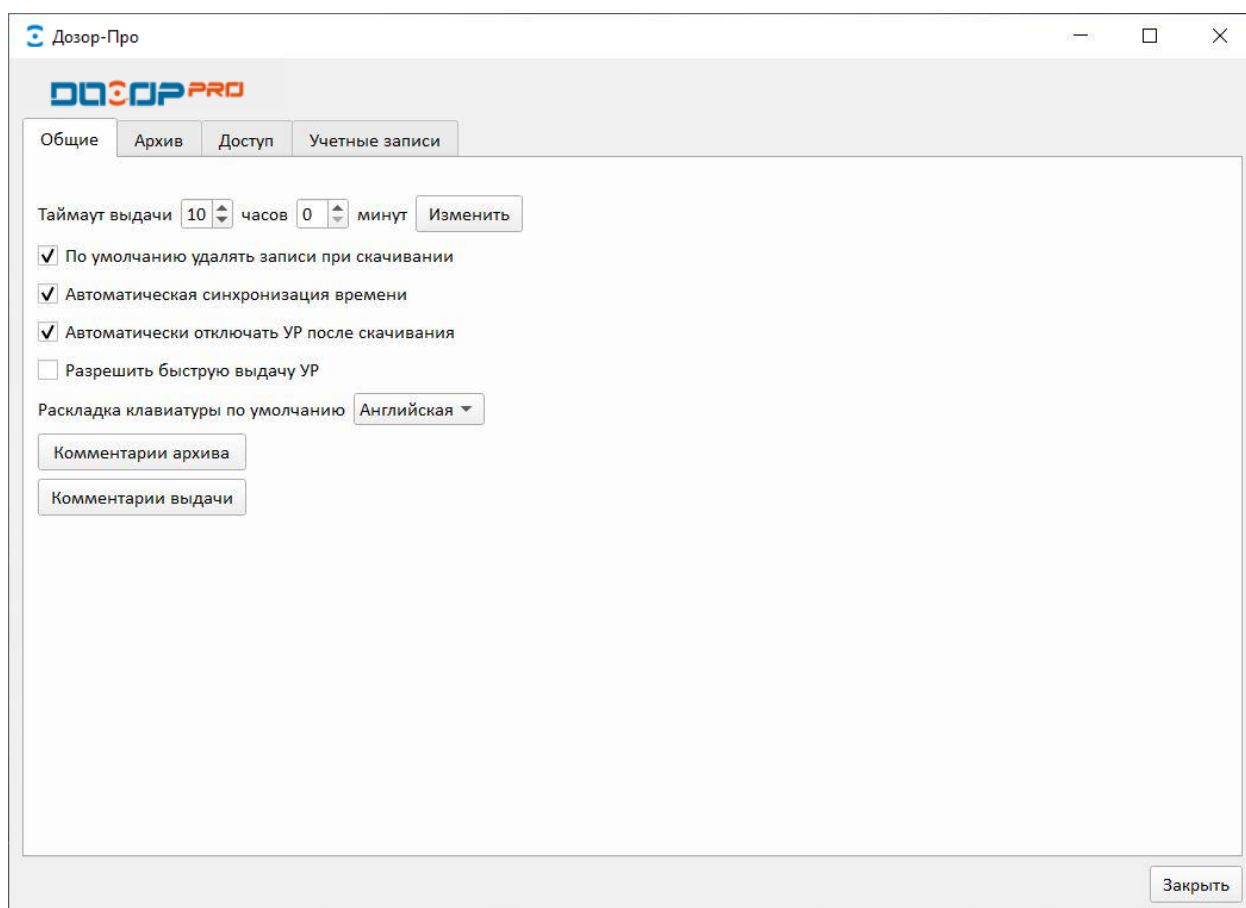 Дозор-Про
ДОЗОР PRO
Общие Архив Доступ Учетные записи
Таймаут выдачи 10 часов 0 минут Изменить
По умолчанию удалять записи при скачивании
Автоматическая синхронизация времени
Автоматически отключать УР после скачивания
Разрешить быструю выдачу УР
Раскладка клавиатуры по умолчанию Английская
Комментарии архива
Комментарии выдачи
Закрыть